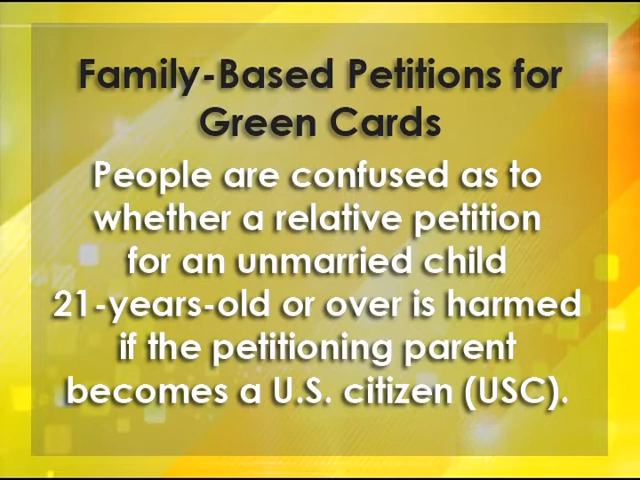 Family-Based Petitions for
Green Cards
People are confused as to
whether a relative petition
for an unmarried child
21-years-old or over is harmed
if the petitioning parent
becomes a U.S. citizen (USC).